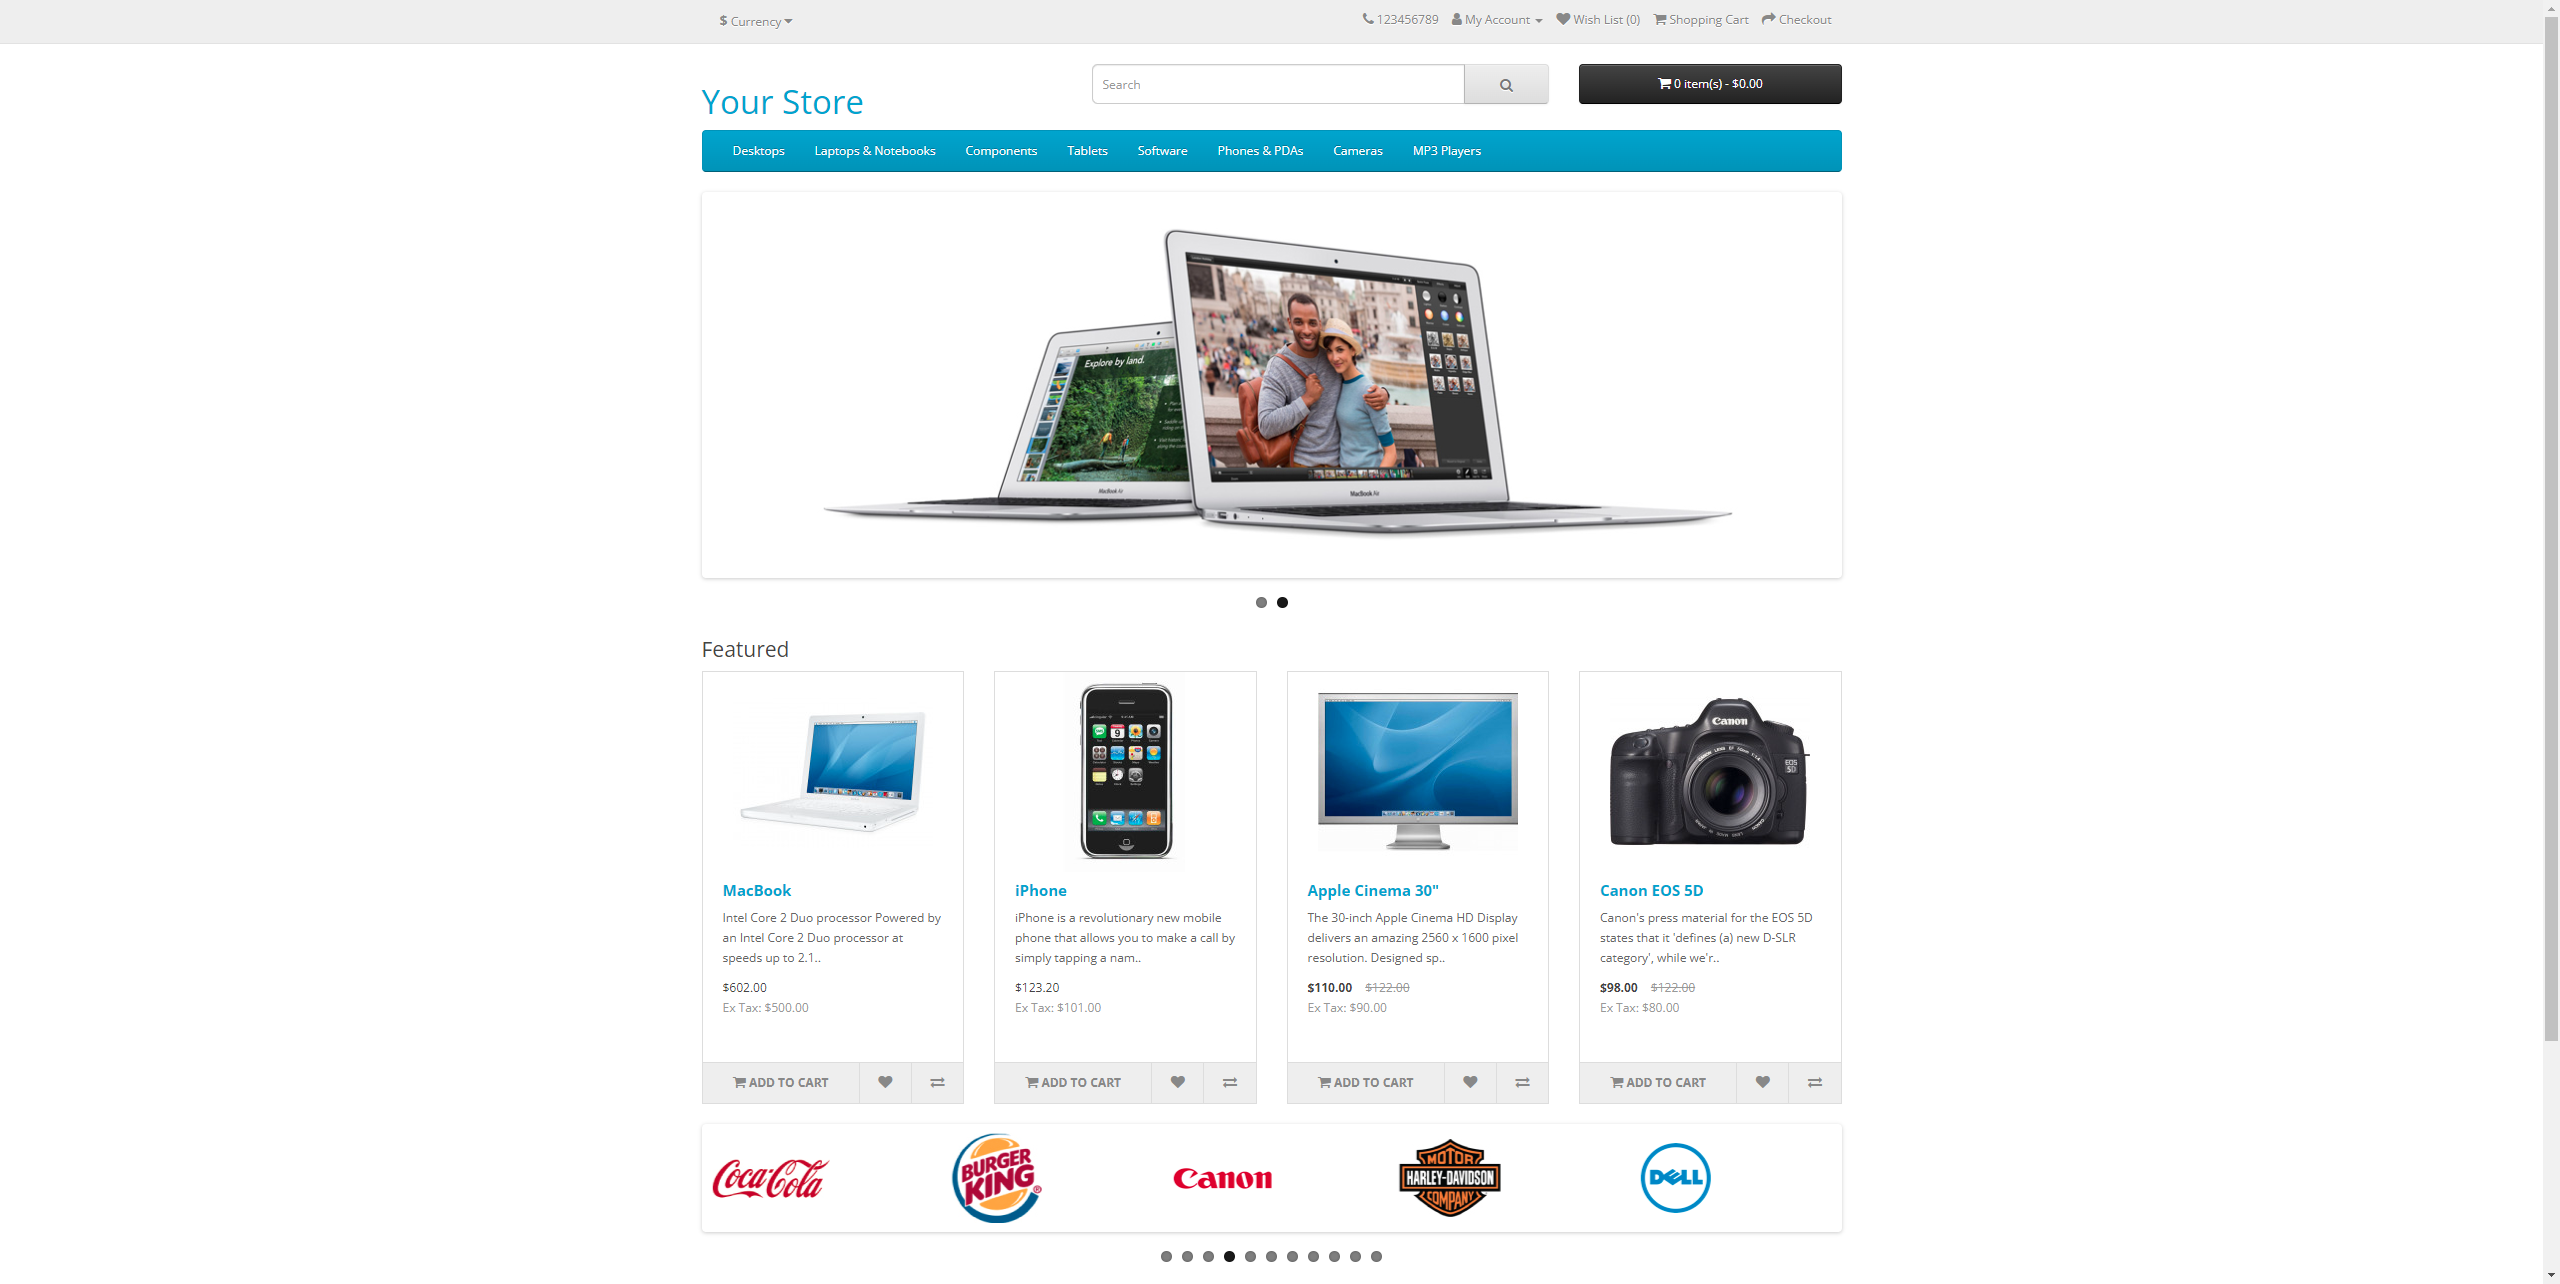 $ Currency
123456789 My Account Wish List (0) Shopping Cart Checkout
Your Store
Search
0 item(s) - $0.00
Desktops Laptops & Notebooks Components Tablets Software Phones & PDAs Cameras MP3 Players
Explore by land.
MacBook Air
MacBook Air
Featured
Canon
EOS
5D
MacBook
Intel Core 2 Duo processor Powered by
an Intel Core 2 Duo processor at
speeds up to 2.1..
$602.00
Ex Tax: $500.00
ADD TO CART
iPhone
iPhone is a revolutionary new mobile
phone that allows you to make a call by
simply tapping a nam..
$123.20
Ex Tax: $101.00
ADD TO CART
Apple Cinema 30"
The 30-inch Apple Cinema HD Display
delivers an amazing 2560 x 1600 pixel
resolution. Designed sp..
$110.00 $122.00
Ex Tax: $90.00
ADD TO CART
Canon EOS 5D
Canon's press material for the EOS 5D
states that it 'defines (a) new D-SLR
category', while we'r..
$98.00 $122.00
Ex Tax: $80.00
ADD TO CART
Coca-Cola
BURGER
KING
Canon
MOTOR
HARLEY-DAVIDSON
COMPANY
DELL